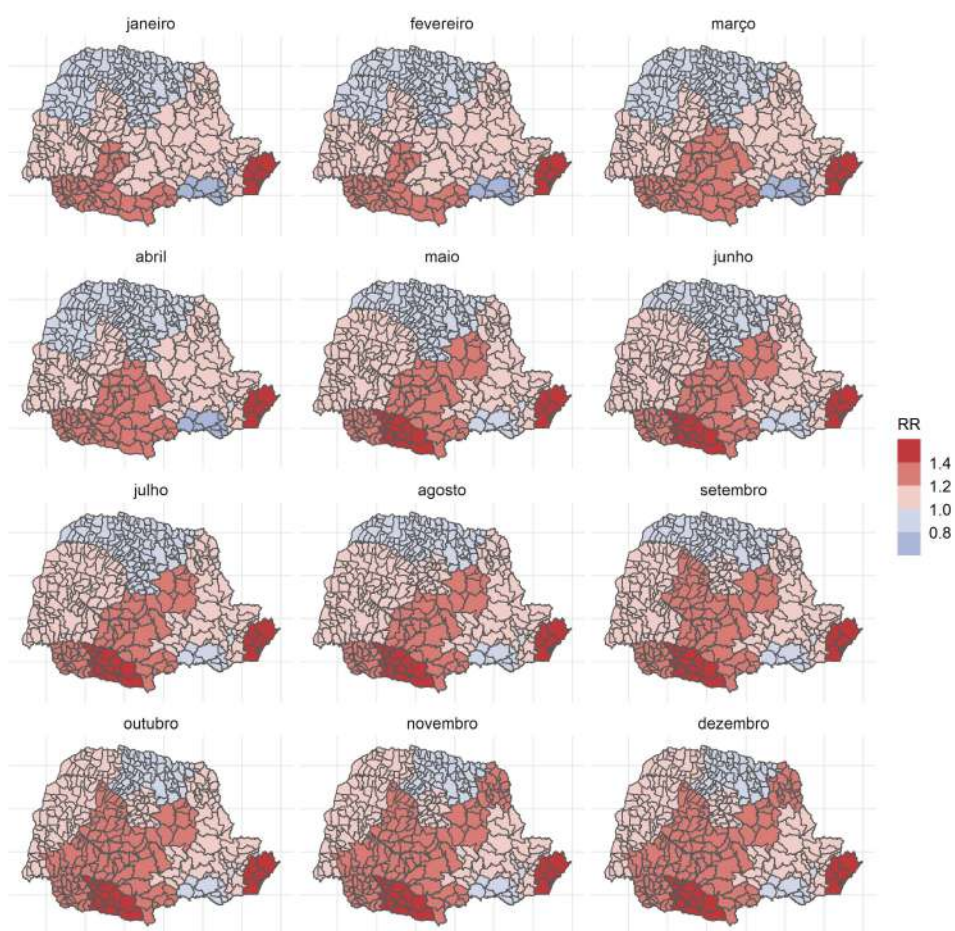 janeiro
fevereiro
março
abril
maio
junho
RR
1.4
1.2
1.0
0.8
julho
agosto
setembro
outubro
novembro
dezembro